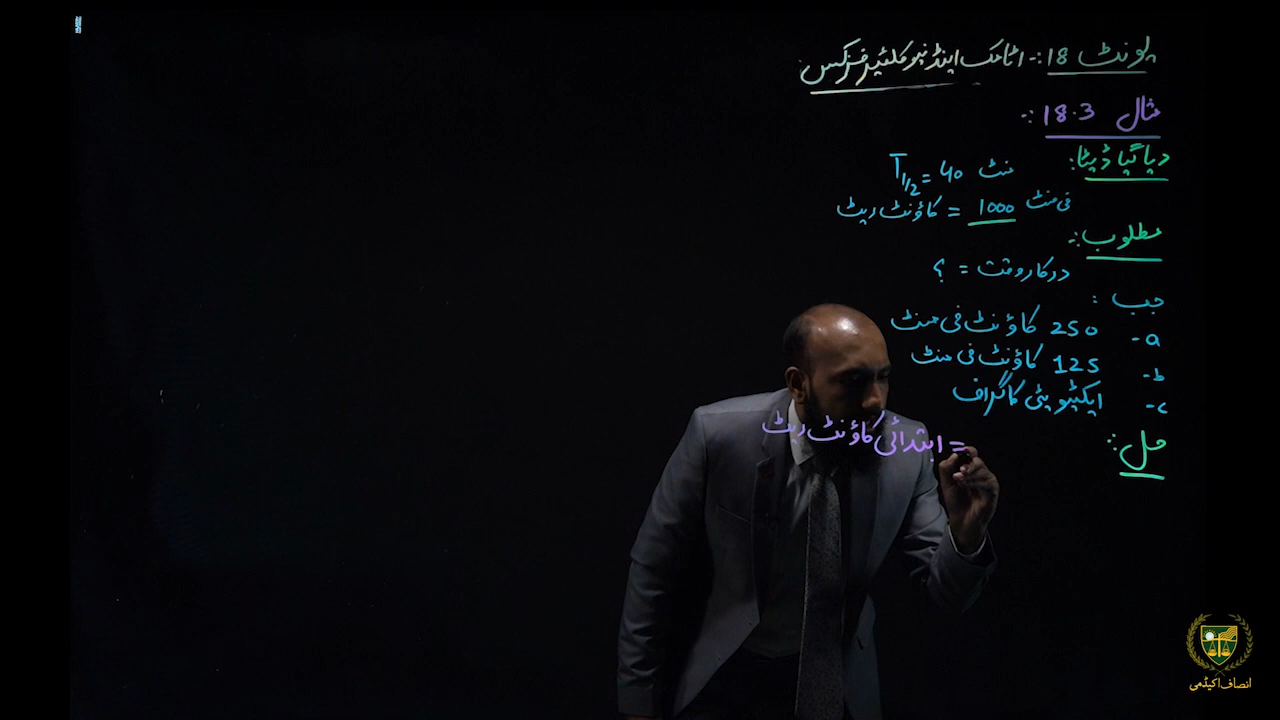 یونٹ 18 :- اٹامک اینڈ نیوکلئیر فزکس
مثال 18.3 :-
دیا گیا ڈیٹا:
T1/2 = 40 منٹ
کاؤنٹ ریٹ = 1000 فی منٹ
مطلوب :-
درکار وقت = ؟
جب :
a- 250 کاؤنٹ فی منٹ
b- 125 کاؤنٹ فی منٹ
c- ایکٹیویٹی کا گراف
حل :
ابتدائی کاؤنٹ ریٹ =
انصاف اکیڈمی